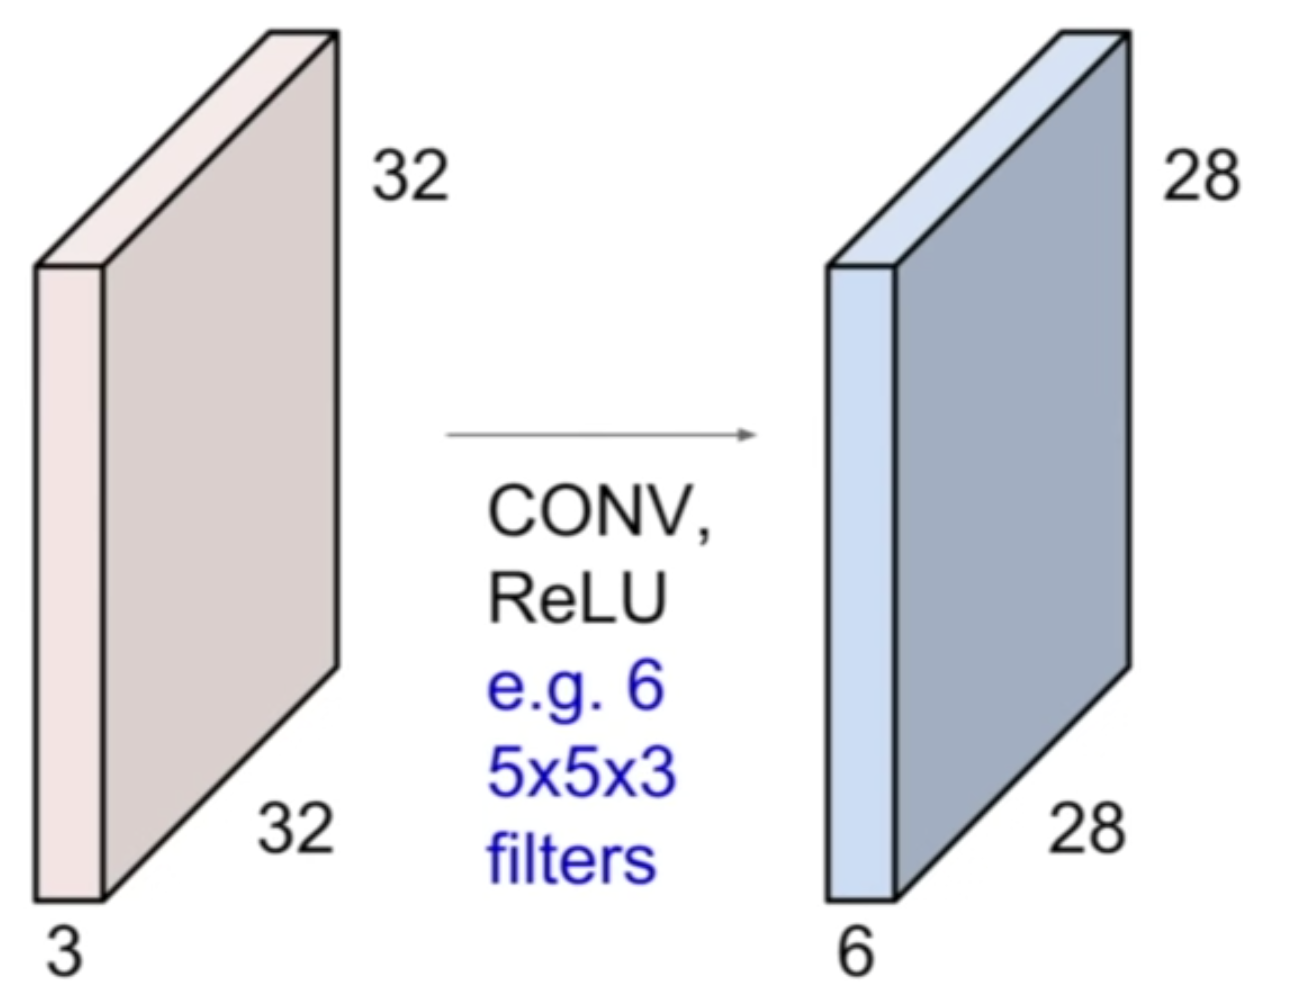 32
32
3
CONV,
ReLU
e.g. 6
5x5x3
filters
28
28
6